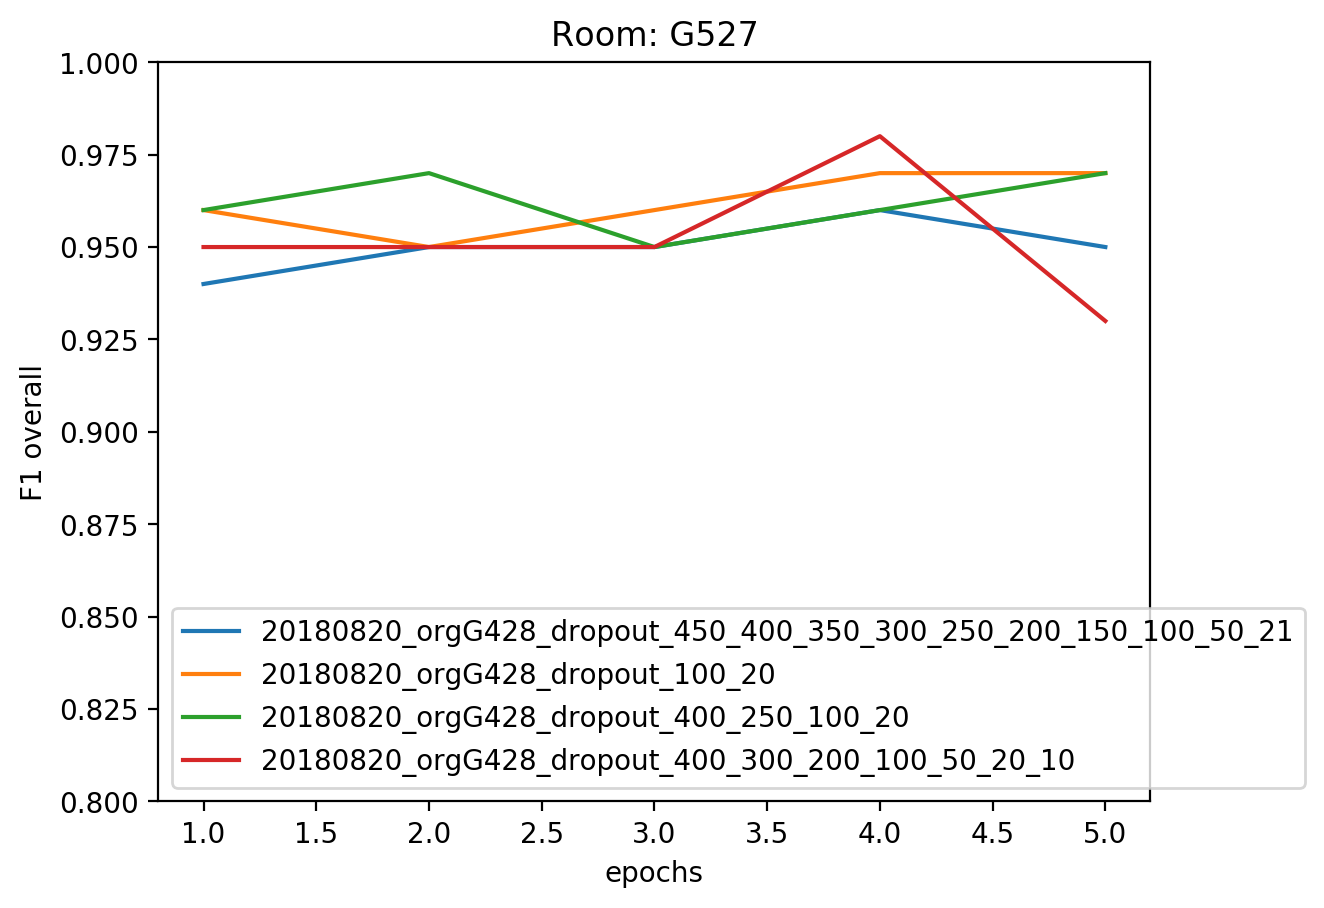 Room: G527
1.000
0.975
0.950
0.925
0.900
0.875
0.850
0.825
0.800
F1 overall
20180820_orgG428_dropout_450_400_350_300_250_200_150_100_50_21
20180820_orgG428_dropout_100_20
20180820_orgG428_dropout_400_250_100_20
20180820_orgG428_dropout_400_300_200_100_50_20_10
1.0 1.5 2.0 2.5 3.0 3.5 4.0 4.5 5.0
epochs